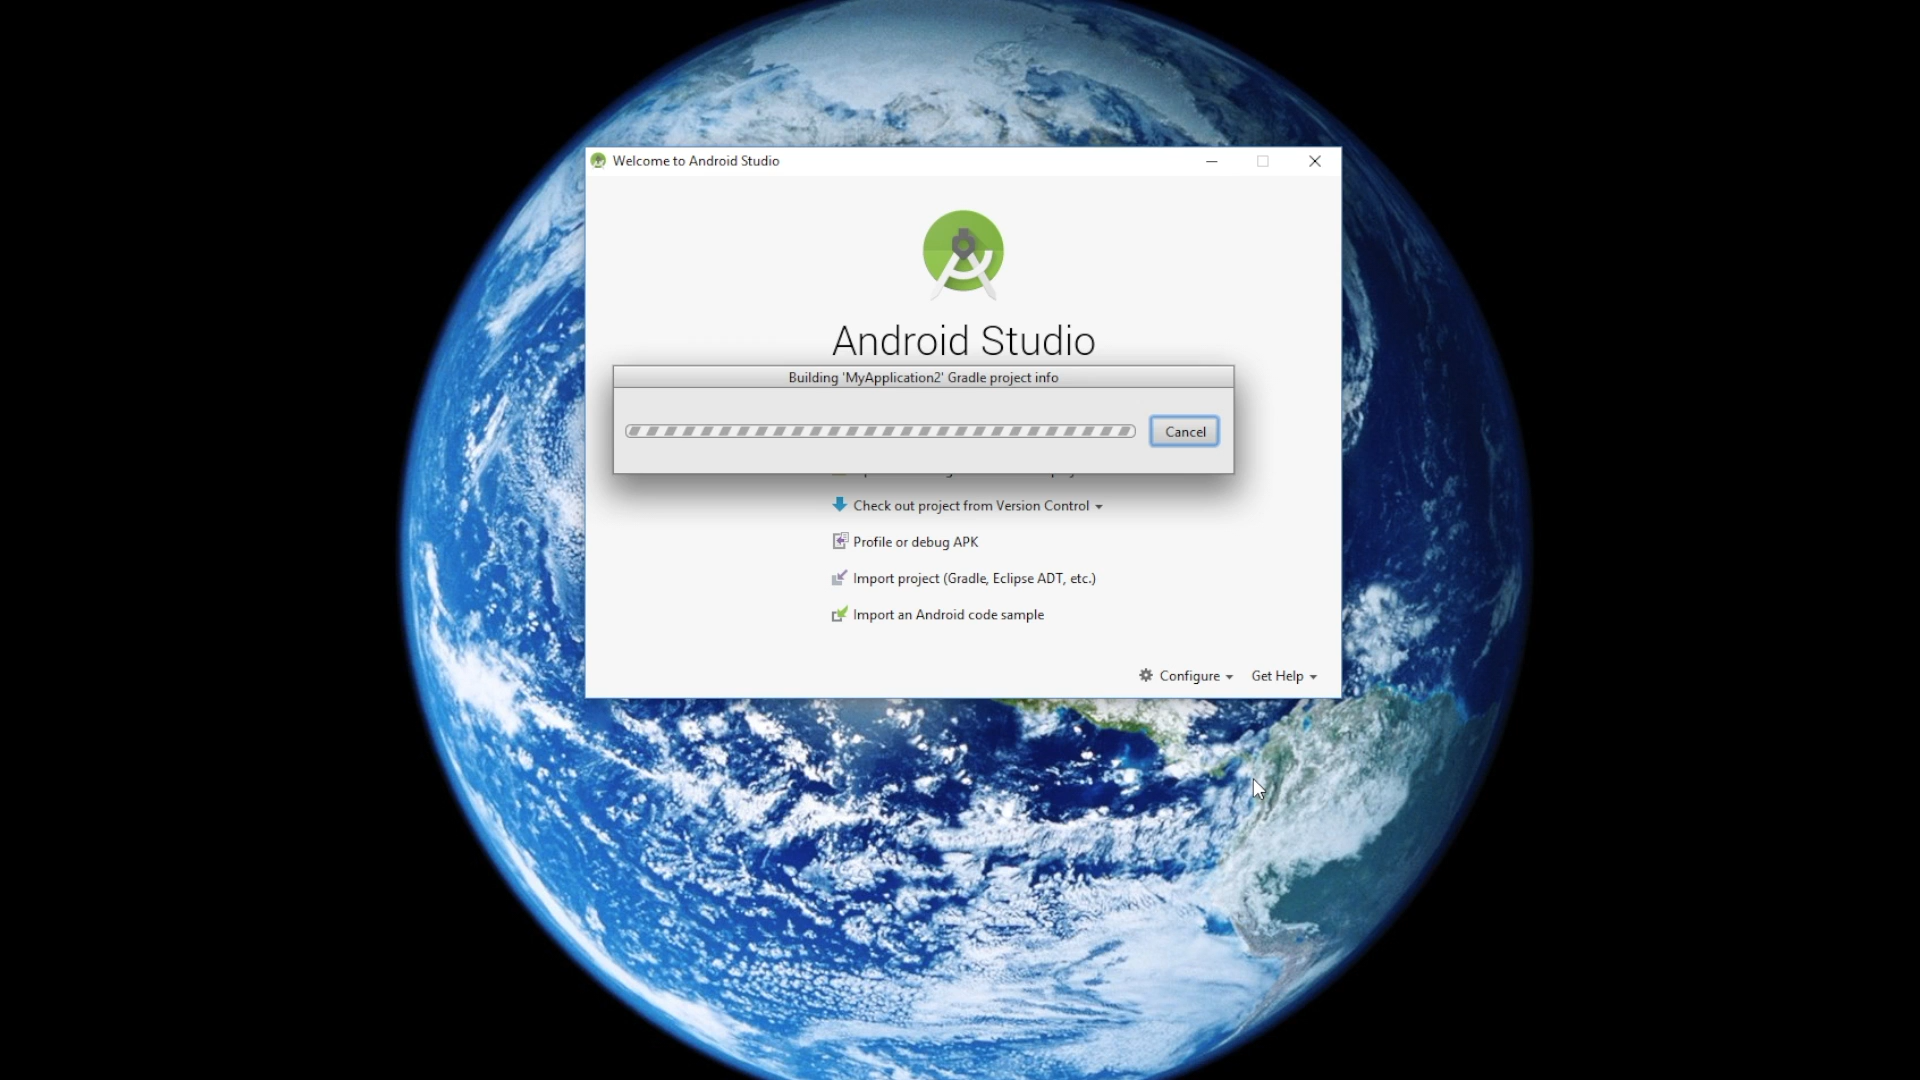 Welcome to Android Studio
Android Studio
Building 'MyApplication2' Gradle project info
Cancel
Check out project from Version Control
Profile or debug APK
Import project (Gradle, Eclipse ADT, etc.)
Import an Android code sample
Configure
Get Help